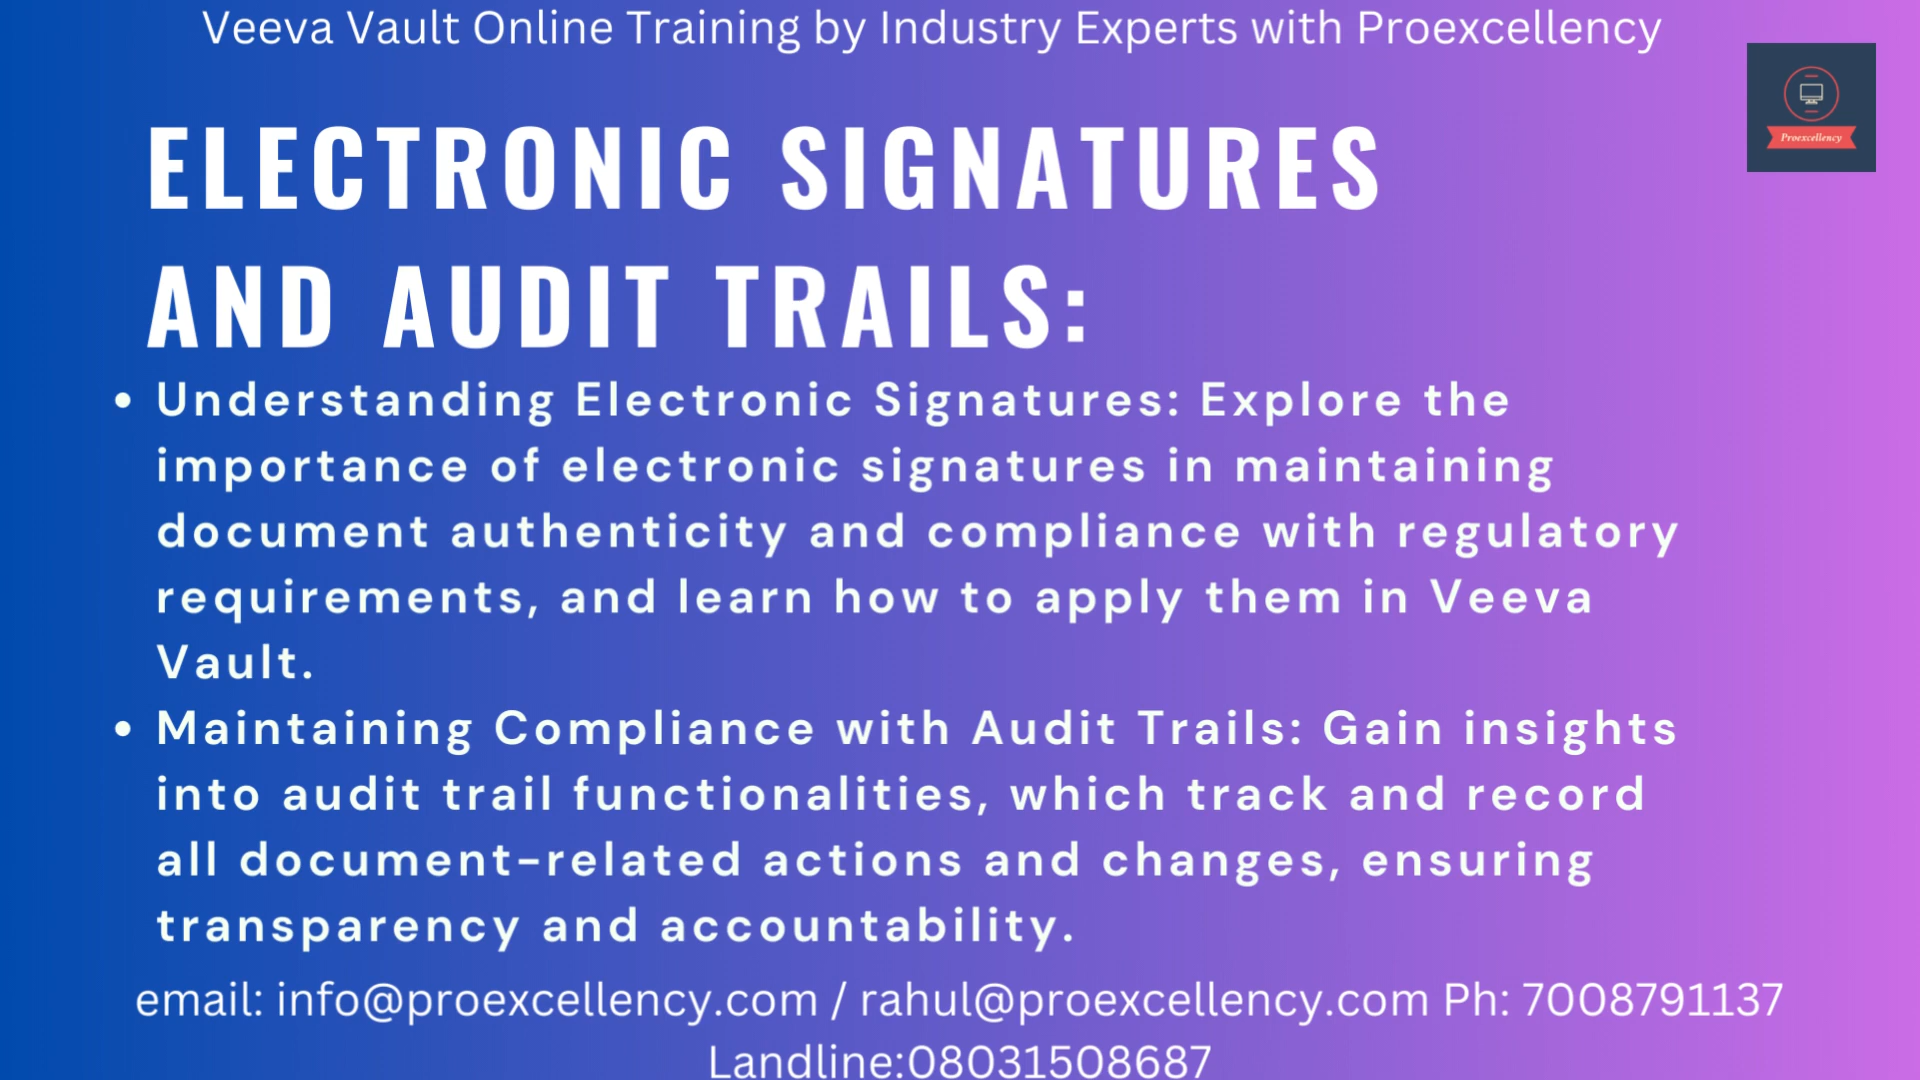 Veeva Vault Online Training by Industry Experts with Proexcellency
Proexcellency
ELECTRONIC SIGNATURES
AND AUDIT TRAILS:
• Understanding Electronic Signatures: Explore the
importance of electronic signatures in maintaining
document authenticity and compliance with regulatory
requirements, and learn how to apply them in Veeva
Vault.
• Maintaining Compliance with Audit Trails: Gain insights
into audit trail functionalities, which track and record
all document-related actions and changes, ensuring
transparency and accountability.
email: info@proexcellency.com / rahul@proexcellency.com Ph: 7008791137
Landline:08031508687